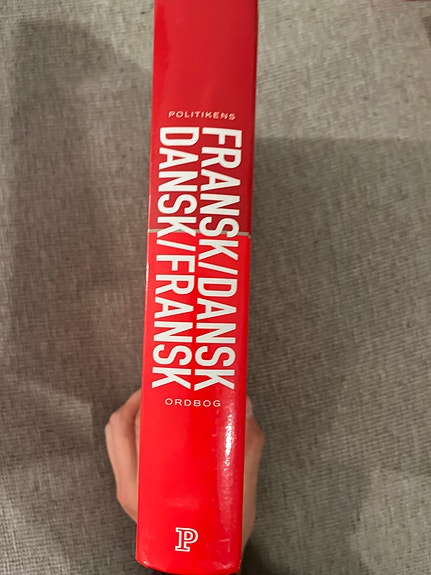 POLITIKENS
FRANSK/DANSK
DANSK/FRANSK
ORDBOG
P